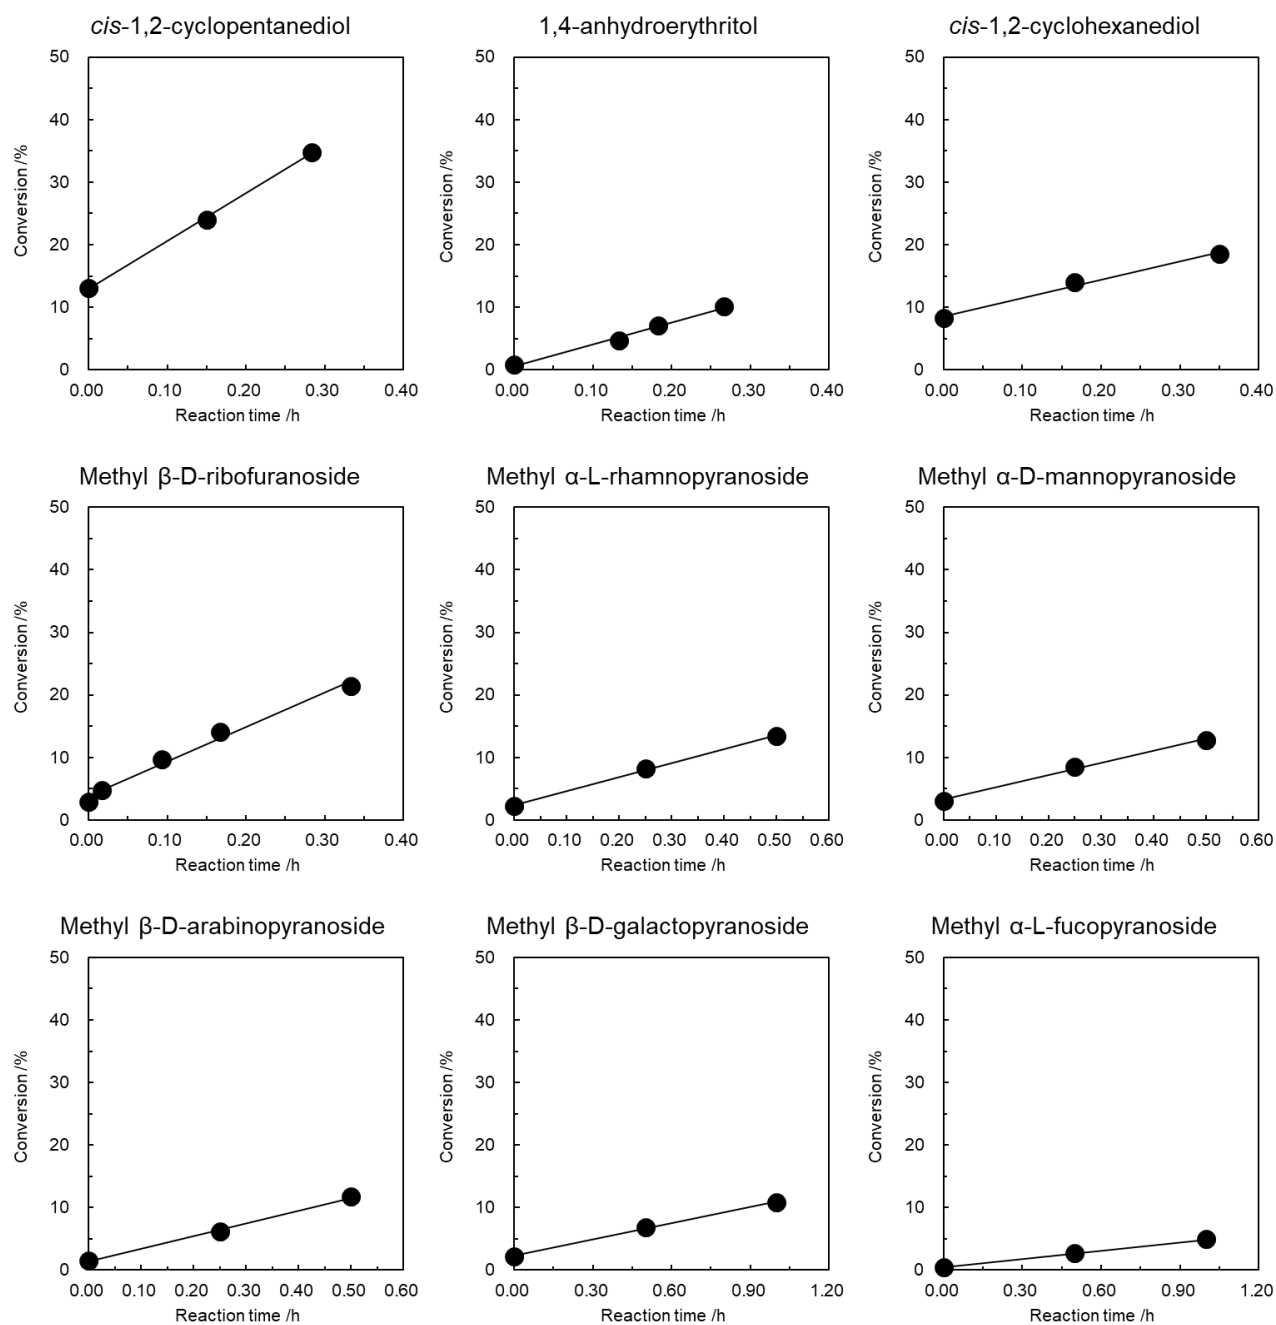 cis-1,2-cyclopentanediol
50
40
30
20
10
0
Conversion /%
0.00 0.10 0.20 0.30 0.40
Reaction time /h
1,4-anhydroerythritol
50
40
30
20
10
0
Conversion /%
0.00 0.10 0.20 0.30 0.40
Reaction time /h
cis-1,2-cyclohexanediol
50
40
30
20
10
0
Conversion /%
0.00 0.10 0.20 0.30 0.40
Reaction time /h
Methyl β-D-ribofuranoside
50
40
30
20
10
0
Conversion /%
0.00 0.10 0.20 0.30 0.40
Reaction time /h
Methyl α-L-rhamnopyranoside
50
40
30
20
10
0
Conversion /%
0.00 0.10 0.20 0.30 0.40 0.50 0.60
Reaction time /h
Methyl α-D-mannopyranoside
50
40
30
20
10
0
Conversion /%
0.00 0.10 0.20 0.30 0.40 0.50 0.60
Reaction time /h
Methyl β-D-arabinopyranoside
50
40
30
20
10
0
Conversion /%
0.00 0.10 0.20 0.30 0.40 0.50 0.60
Reaction time /h
Methyl β-D-galactopyranoside
50
40
30
20
10
0
Conversion /%
0.00 0.30 0.60 0.90 1.20
Reaction time /h
Methyl α-L-fucopyranoside
50
40
30
20
10
0
Conversion /%
0.00 0.30 0.60 0.90 1.20
Reaction time /h